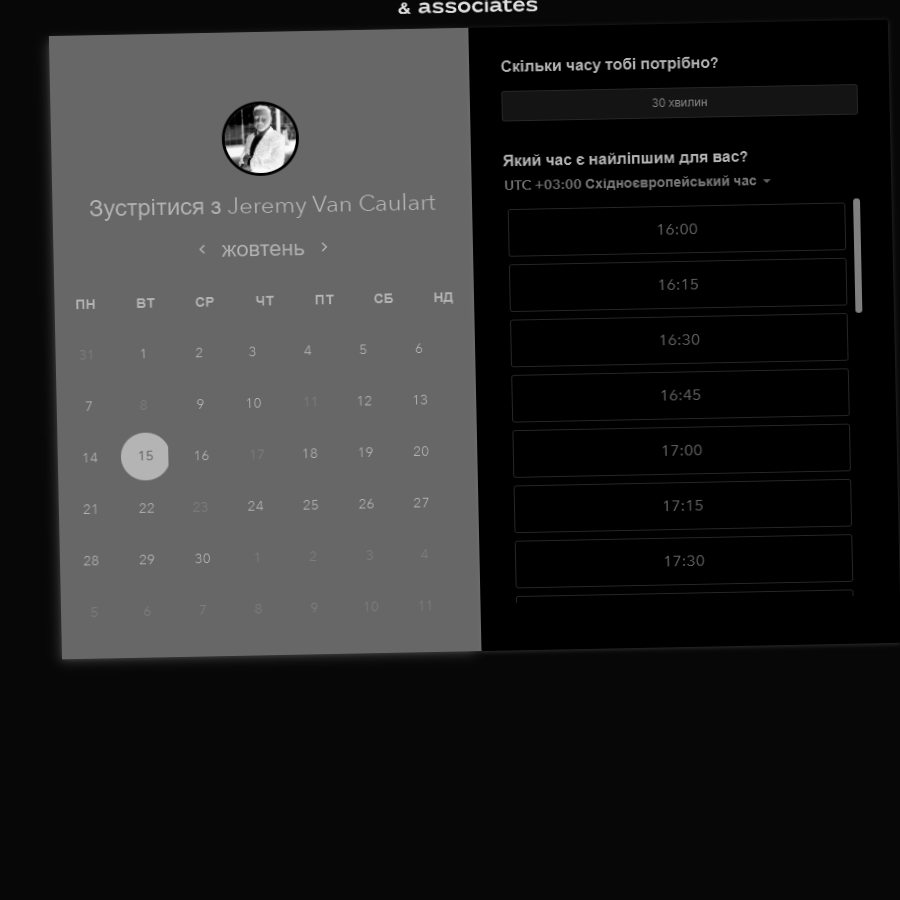 & associates
Зустрітися з Jeremy Van Caulart
жовтень
ПН ВТ СР ЧТ ПТ СБ НД
31 1 2 3 4 5 6
7 8 9 10 11 12 13
14 15 16 17 18 19 20
21 22 23 24 25 26 27
28 29 30 1 2 3 4
5 6 7 8 9 10 11
Скільки часу тобі потрібно?
30 хвилин
Який час є найліпшим для вас?
UTC +03:00 Східноєвропейський час
16:00
16:15
16:30
16:45
17:00
17:15
17:30